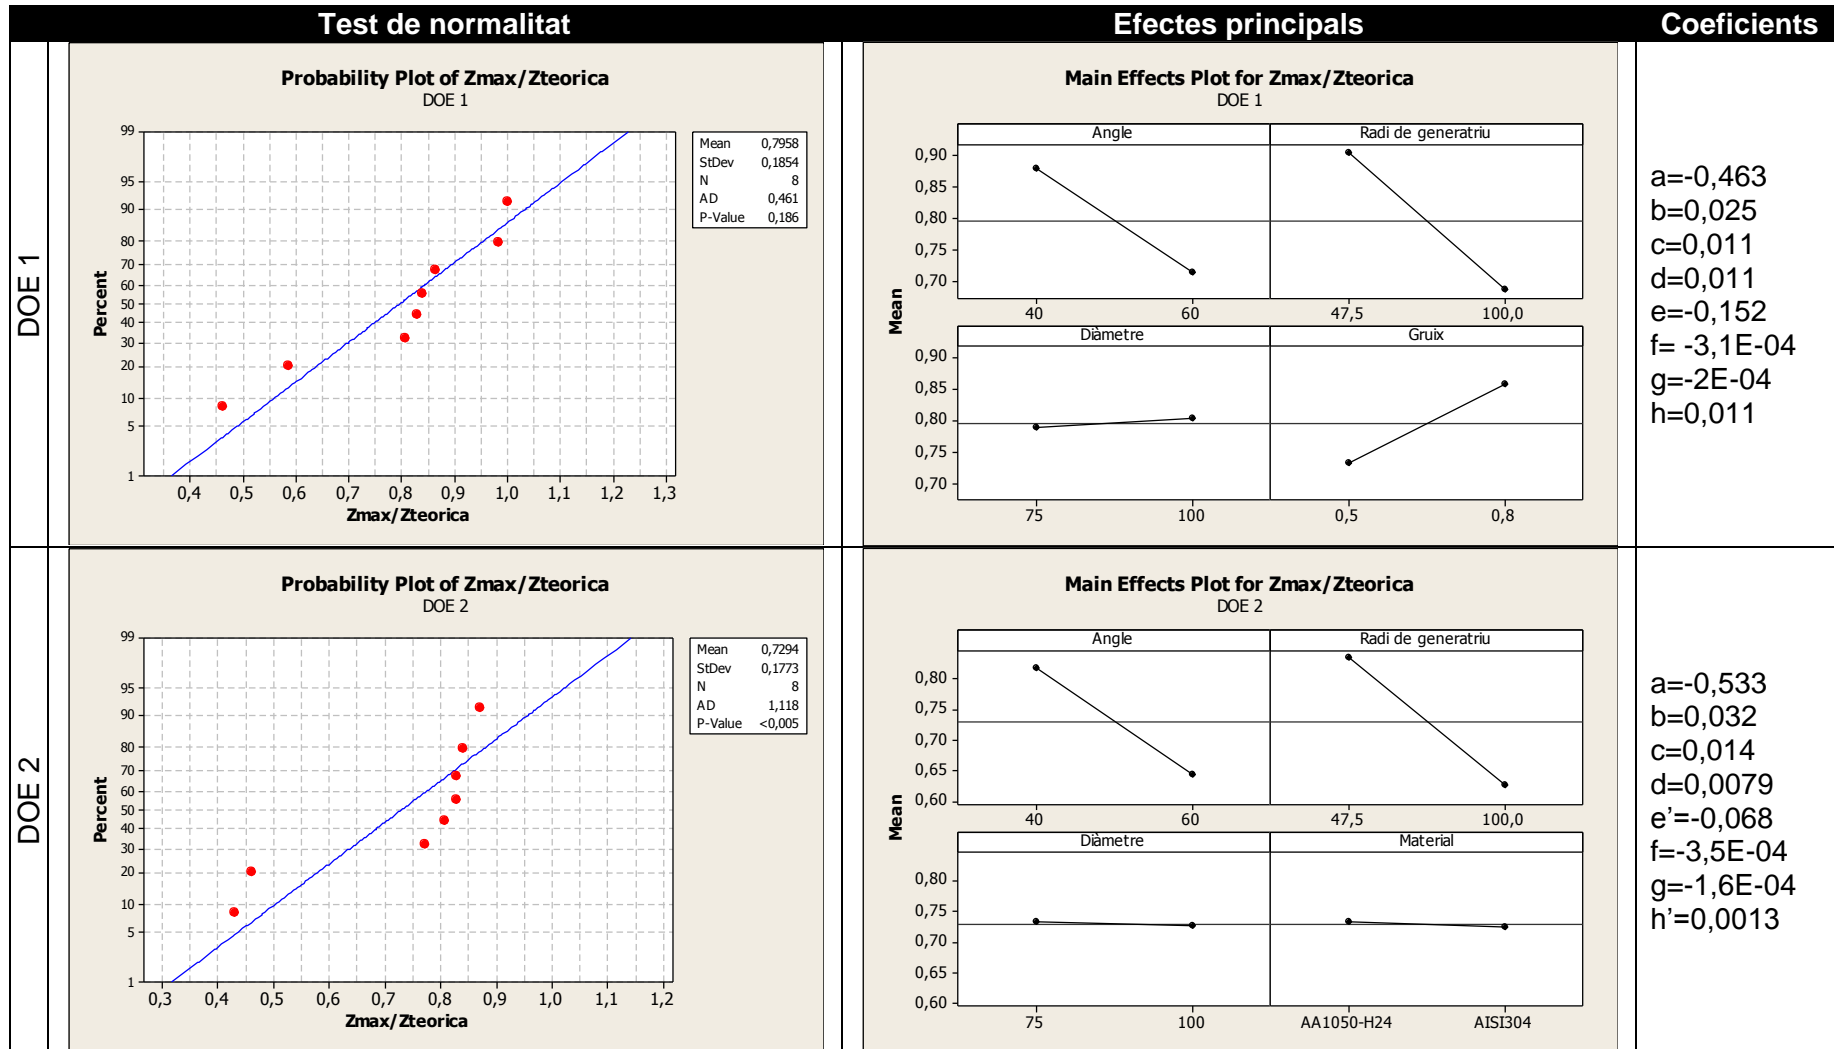 Test de normalitat
Efectes principals
Coeficients
DOE 1
Probability Plot of Zmax/Zteorica
DOE 1
99
95
90
80
70
60
50
40
30
20
10
5
1
Percent
0,4 0,5 0,6 0,7 0,8 0,9 1,0 1,1 1,2 1,3
Zmax/Zteorica
Mean 0,7958
StDev 0,1854
N 8
AD 0,461
P-Value 0,186
Main Effects Plot for Zmax/Zteorica
DOE 1
Angle
Radi de generatriu
0,90
0,85
0,80
0,75
0,70
40 60
47,5 100,0
Mean
Diàmetre
Gruix
0,90
0,85
0,80
0,75
0,70
75 100
0,5 0,8
a=-0,463
b=0,025
c=0,011
d=0,011
e=-0,152
f= -3,1E-04
g=-2E-04
h=0,011
DOE 2
Probability Plot of Zmax/Zteorica
DOE 2
99
95
90
80
70
60
50
40
30
20
10
5
1
Percent
0,3 0,4 0,5 0,6 0,7 0,8 0,9 1,0 1,1 1,2
Zmax/Zteorica
Mean 0,7294
StDev 0,1773
N 8
AD 1,118
P-Value <0,005
Main Effects Plot for Zmax/Zteorica
DOE 2
Angle
Radi de generatriu
0,80
0,75
0,70
0,65
0,60
40 60
47,5 100,0
Mean
Diàmetre
Material
0,80
0,75
0,70
0,65
0,60
75 100
AA1050-H24 AISI304
a=-0,533
b=0,032
c=0,014
d=0,0079
e’=-0,068
f=-3,5E-04
g=-1,6E-04
h’=0,0013